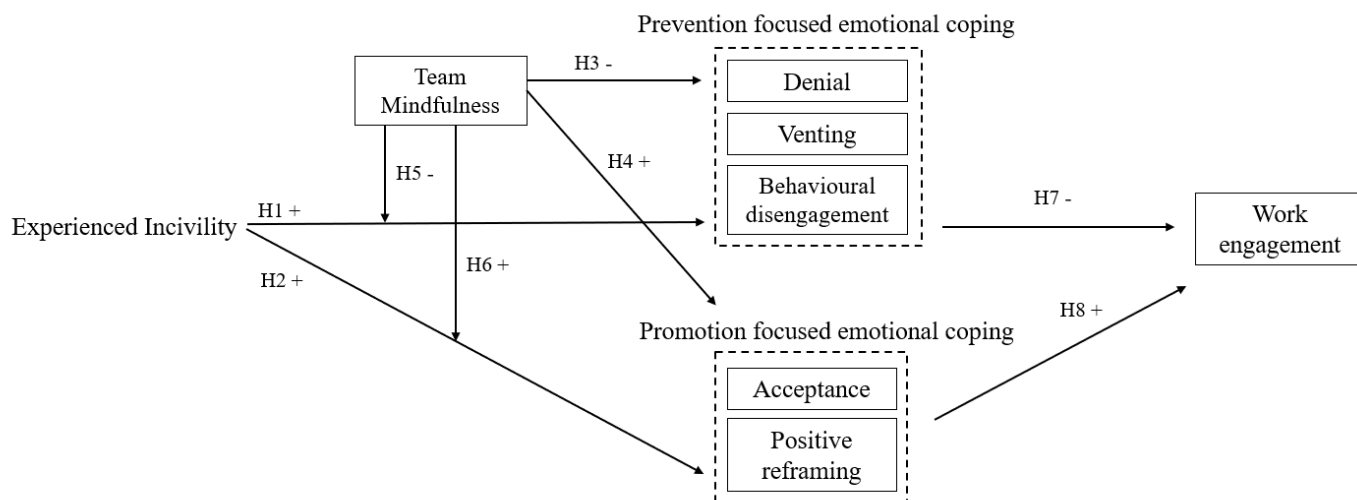 Prevention focused emotional coping
Team
Mindfulness
H3 -
Denial
Venting
H4 +
H5 -
Behavioural
disengagement
H1 +
H7 -
Work
engagement
Experienced Incivility
H6 +
H2 +
H8 +
Promotion focused emotional coping
Acceptance
Positive
reframing